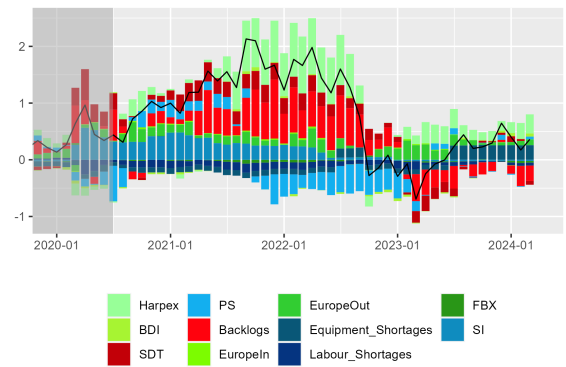 2
1
0
-1
2020-01 2021-01 2022-01 2023-01 2024-01
Harpex PS EuropeOut FBX
BDI Backlogs Equipment_Shortages SI
SDT EuropeIn Labour_Shortages